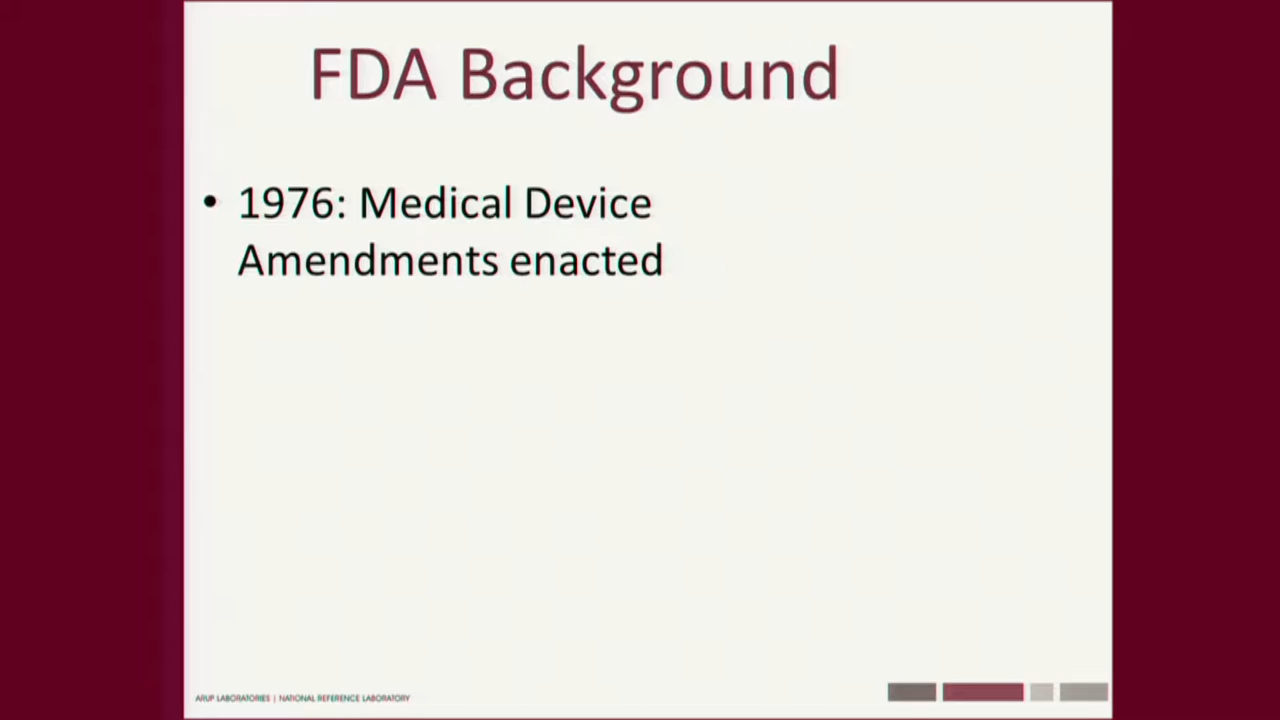 FDA Background
• 1976: Medical Device
Amendments enacted
ARUP LABORATORIES | NATIONAL REFERENCE LABORATORY